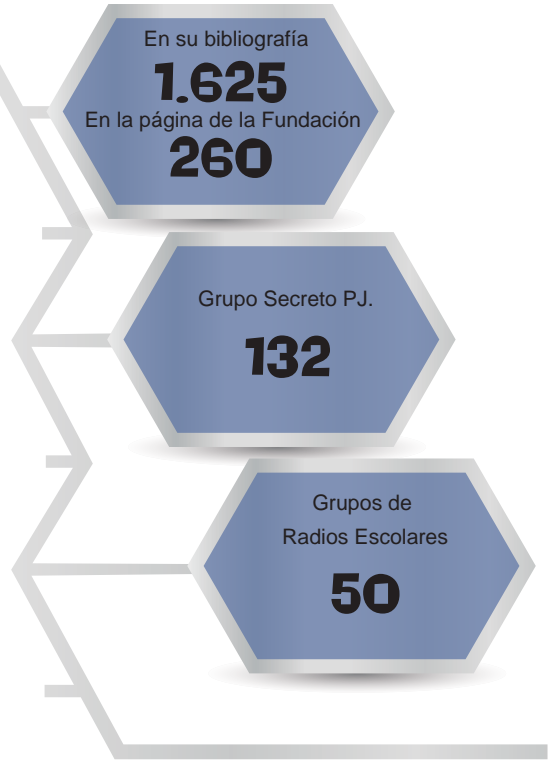 En su bibliografía
1.625
En la página de la Fundación
260
Grupo Secreto PJ.
132
Grupos de
Radios Escolares
50